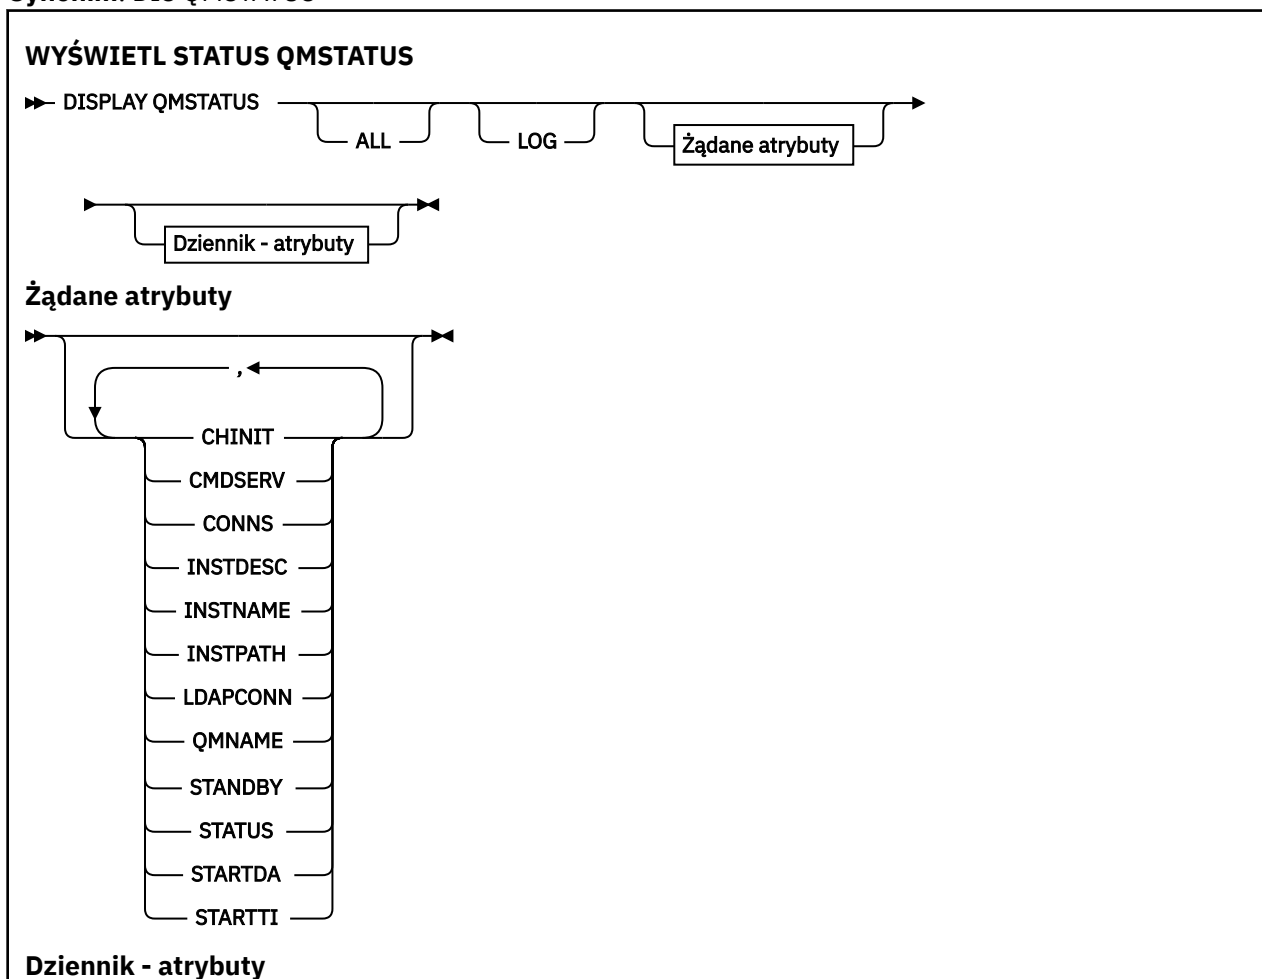 WYŚWIETL STATUS QMSTATUS
DISPLAY QMSTATUS
ALL
LOG
Żądane atrybuty
Dziennik - atrybuty
Żądane atrybuty
,
CHINIT
CMDSERV
CONNS
INSTDESC
INSTNAME
INSTPATH
LDAPCONN
QMNAME
STANDBY
STATUS
STARTDA
STARTTI
Dziennik - atrybuty